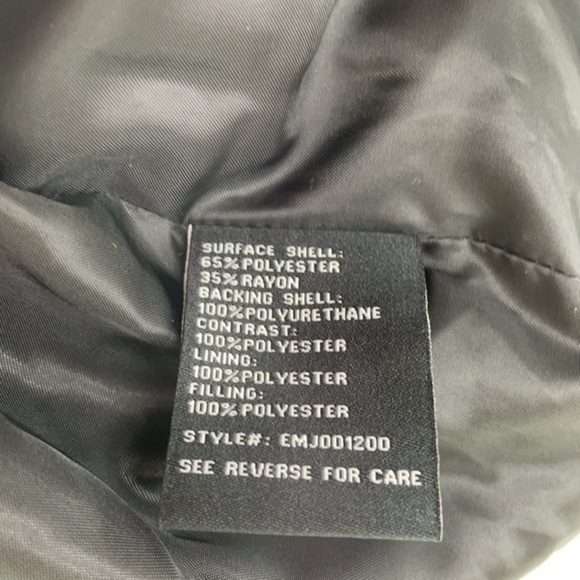 SURFACE SHELL:
65%POLYESTER
35%RAYON
BACKING SHELL:
100%POLYURETHANE
CONTRAST:
100%POLYESTER
LINING:
100%POLYESTER
FILLING:
100%POLYESTER
STYLE#: EMJ001200
SEE REVERSE FOR CARE